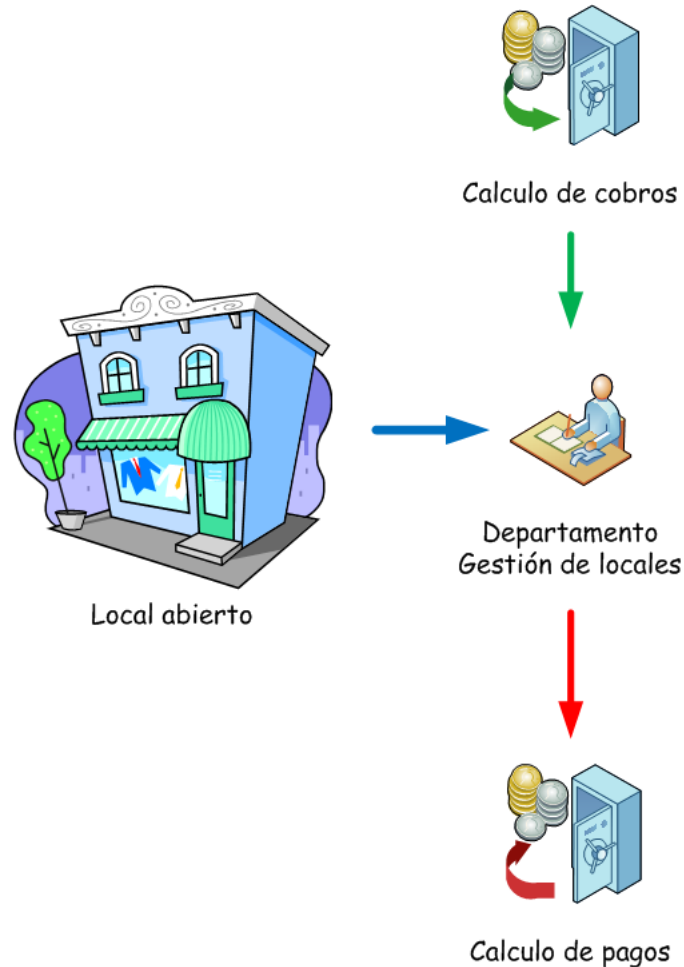 Calculo de cobros
Departamento
Gestión de locales
Local abierto
Calculo de pagos